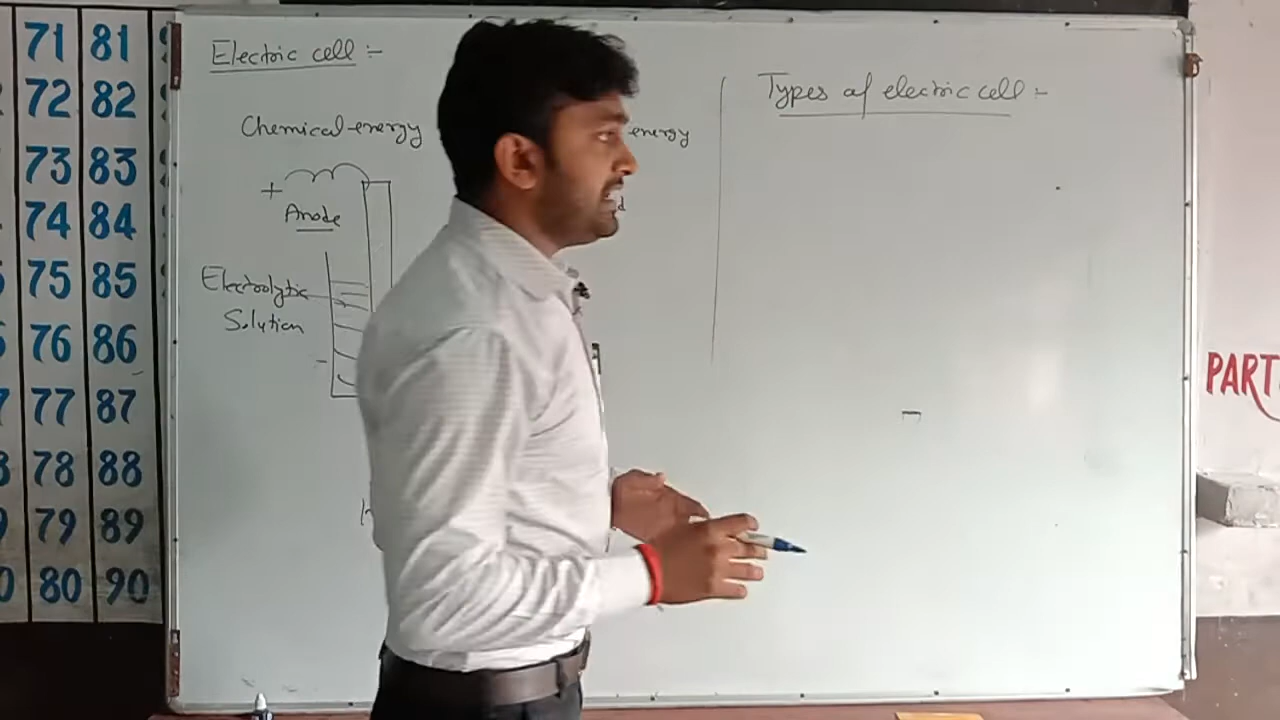 Electric cell :-
Chemical energy
energy
+
Anode
Electrolytic
Solution
Types of electric cell :-
71 81
72 82
73 83
74 84
75 85
76 86
77 87
78 88
79 89
80 90
PART